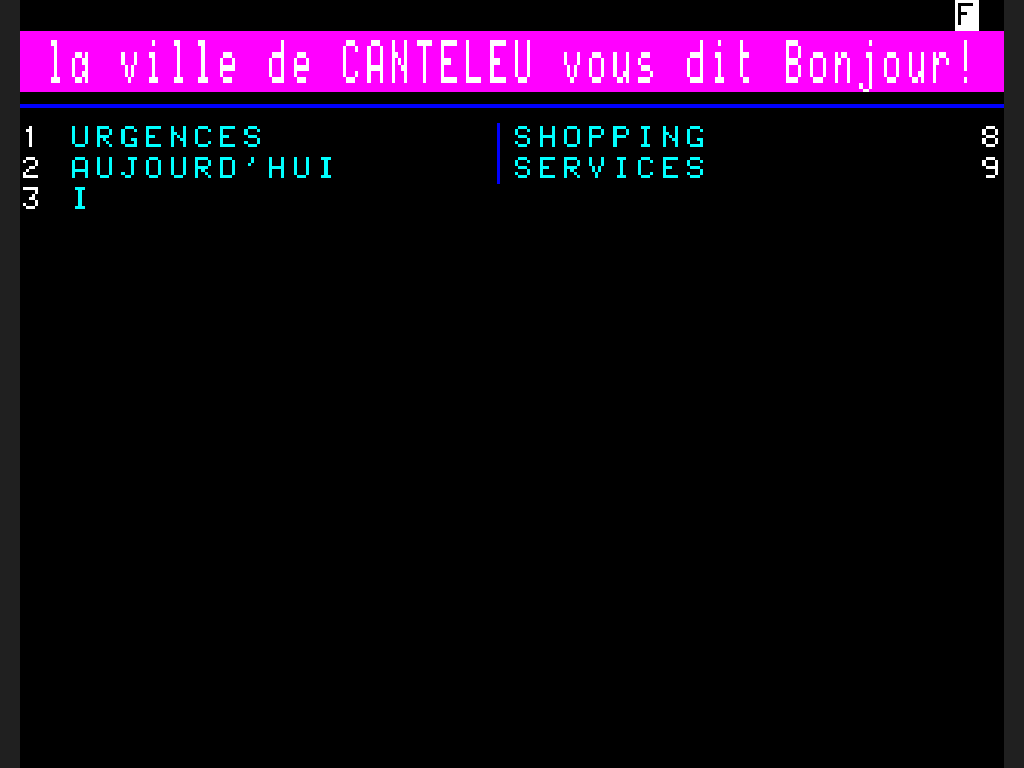 F
la ville de CANTELEU vous dit Bonjour!
1 URGENCES SHOPPING 8
2 AUJOURD'HUI SERVICES 9
3 I